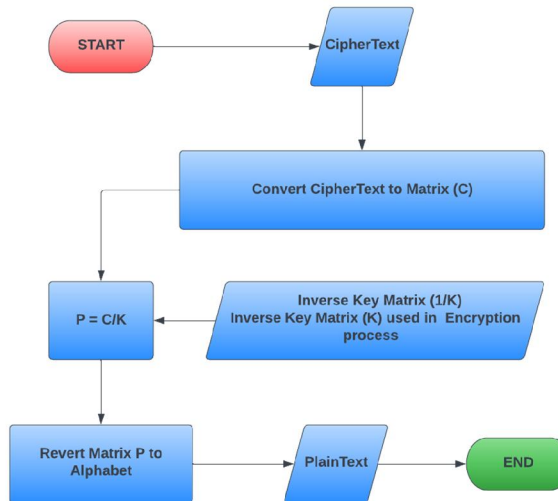 START
CipherText
Convert CipherText to Matrix (C)
P = C/K
Inverse Key Matrix (1/K)
Inverse Key Matrix (K) used in Encryption
process
Revert Matrix P to
Alphabet
PlainText
END